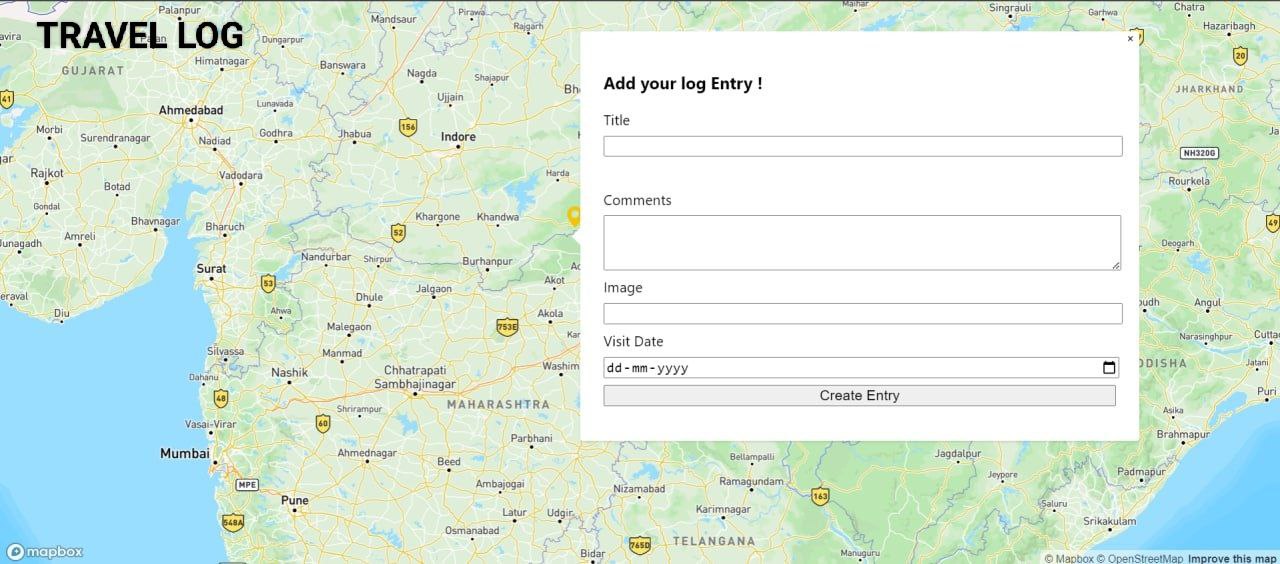 TRAVEL LOG
Palanpur
Mandsaur
Prayagraj
Rajgarh
Maihar
Singrauli
Garhwa
Chatra
Hazaribagh
20
Dungarpur
Himatnagar
Banswara
Nagda
Shajapur
GUJARAT
JHARKHAND
41
Ahmedabad
Lunavada
Ujjain
Morbi
Surendranagar
Nadiad
Godhra
Jhabua
156
Indore
NH320G
Rajkot
Botad
Vadodara
Harda
Rourkela
Gondal
Bhavnagar
Bharuch
Khargone
Khandwa
52
49
Junagadh
Amreli
Deogarh
Nandurbar
Shirpur
Burhanpur
Surat
53
Akot
Narasinghpur
Diu
Ahwa
Dhule
Jalgaon
Akola
Angul
753E
Malegaon
Silvassa
Manmad
Washim
Danu
Nashik
Chhatrapati
Sambhajinagar
48
MAHARASHTRA
Shrirampur
60
Vasai-Virar
Parbhani
Asika
Brahmapur
Mumbai
Ahmednagar
Beed
Bellampalli
Jagdalpur
MPE
Ambajogai
Nizamabad
Ramagundam
Jeypore
Padmapur
Pune
163
Saluru
Latur
Udgir
Karimnagar
Srikakulam
548A
Osmanabad
765D
TELANGANA
Bidar
Manuguru
×
Add your log Entry !
Title
Comments
Image
Visit Date
dd-mm-yyyy
Create Entry
mapbox
© Mapbox © OpenStreetMap Improve this map